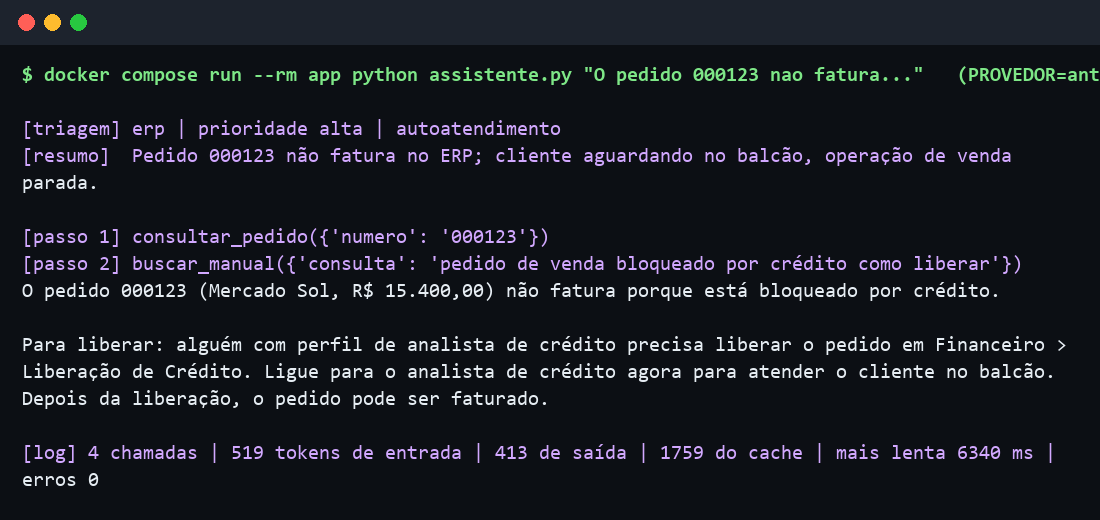 $ docker compose run --rm app python assistente.py "O pedido 000123 nao fatura..."   (PROVEDOR=ant
[triagem] erp | prioridade alta | autoatendimento
[resumo]  Pedido 000123 não fatura no ERP; cliente aguardando no balcão, operação de venda
parada.
[passo 1] consultar_pedido({'numero': '000123'})
[passo 2] buscar_manual({'consulta': 'pedido de venda bloqueado por crédito como liberar'})
O pedido 000123 (Mercado Sol, R$ 15.400,00) não fatura porque está bloqueado por crédito.
Para liberar: alguém com perfil de analista de crédito precisa liberar o pedido em Financeiro >
Liberação de Crédito. Ligue para o analista de crédito agora para atender o cliente no balcão.
Depois da liberação, o pedido pode ser faturado.
[log] 4 chamadas | 519 tokens de entrada | 413 de saída | 1759 do cache | mais lenta 6340 ms |
erros 0